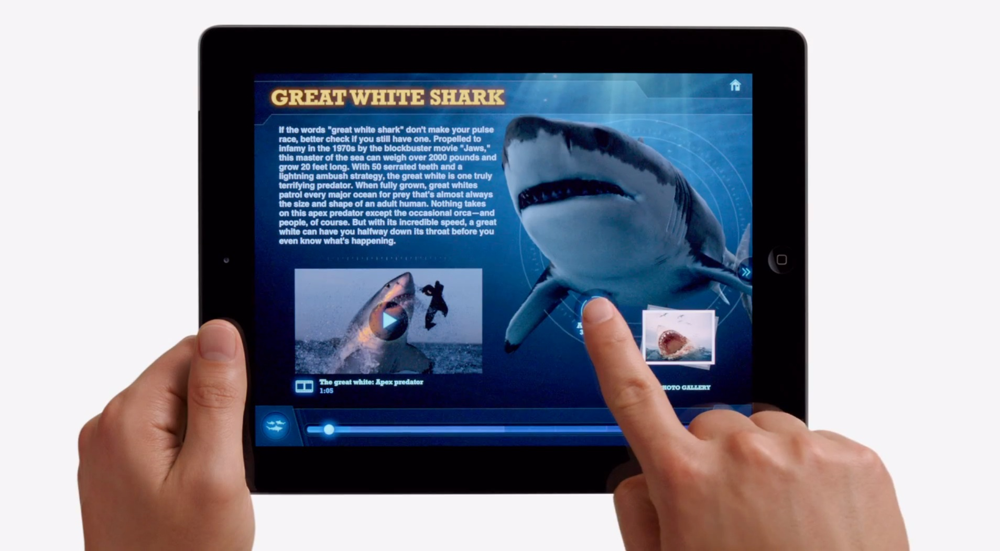 GREAT WHITE SHARK
If the words "great white shark" don't make your pulse
race, better check if you still have one. Propelled to
infamy in the 1970s by the blockbuster movie "Jaws,"
this master of the sea can weigh over 2000 pounds and
grow 20 feet long. With 50 serrated teeth and a
lightning ambush strategy, the great white is one truly
terrifying predator. When fully grown, great whites
patrol every major ocean for prey that's almost always
the size and shape of an adult human. Nothing takes
on this apex predator except the occasional orca—and
people, of course. But with its incredible speed, a great
white can have you halfway down its throat before you
even know what's happening.
The great white: Apex predator
1:05
GALLERY